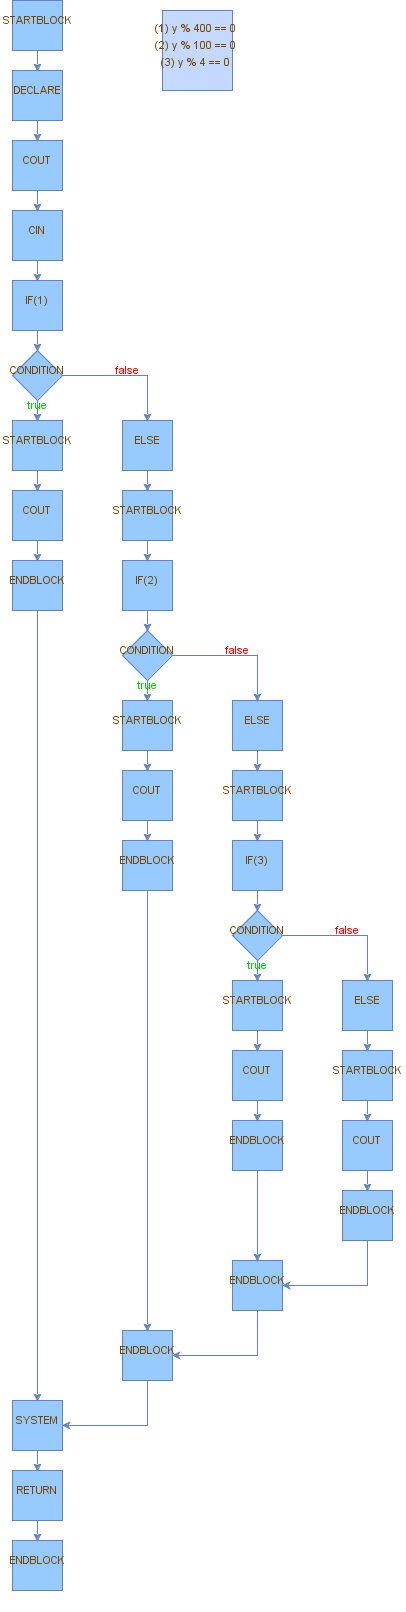 STARTBLOCK
(1) y % 400 == 0
(2) y % 100 == 0
(3) y % 4 == 0
DECLARE
COUT
CIN
IF(1)
CONDITION
false
true
STARTBLOCK
ELSE
COUT
STARTBLOCK
ENDBLOCK
IF(2)
CONDITION
false
true
STARTBLOCK
ELSE
COUT
STARTBLOCK
ENDBLOCK
IF(3)
CONDITION
false
true
STARTBLOCK
ELSE
COUT
STARTBLOCK
ENDBLOCK
COUT
ENDBLOCK
ENDBLOCK
ENDBLOCK
SYSTEM
RETURN
ENDBLOCK